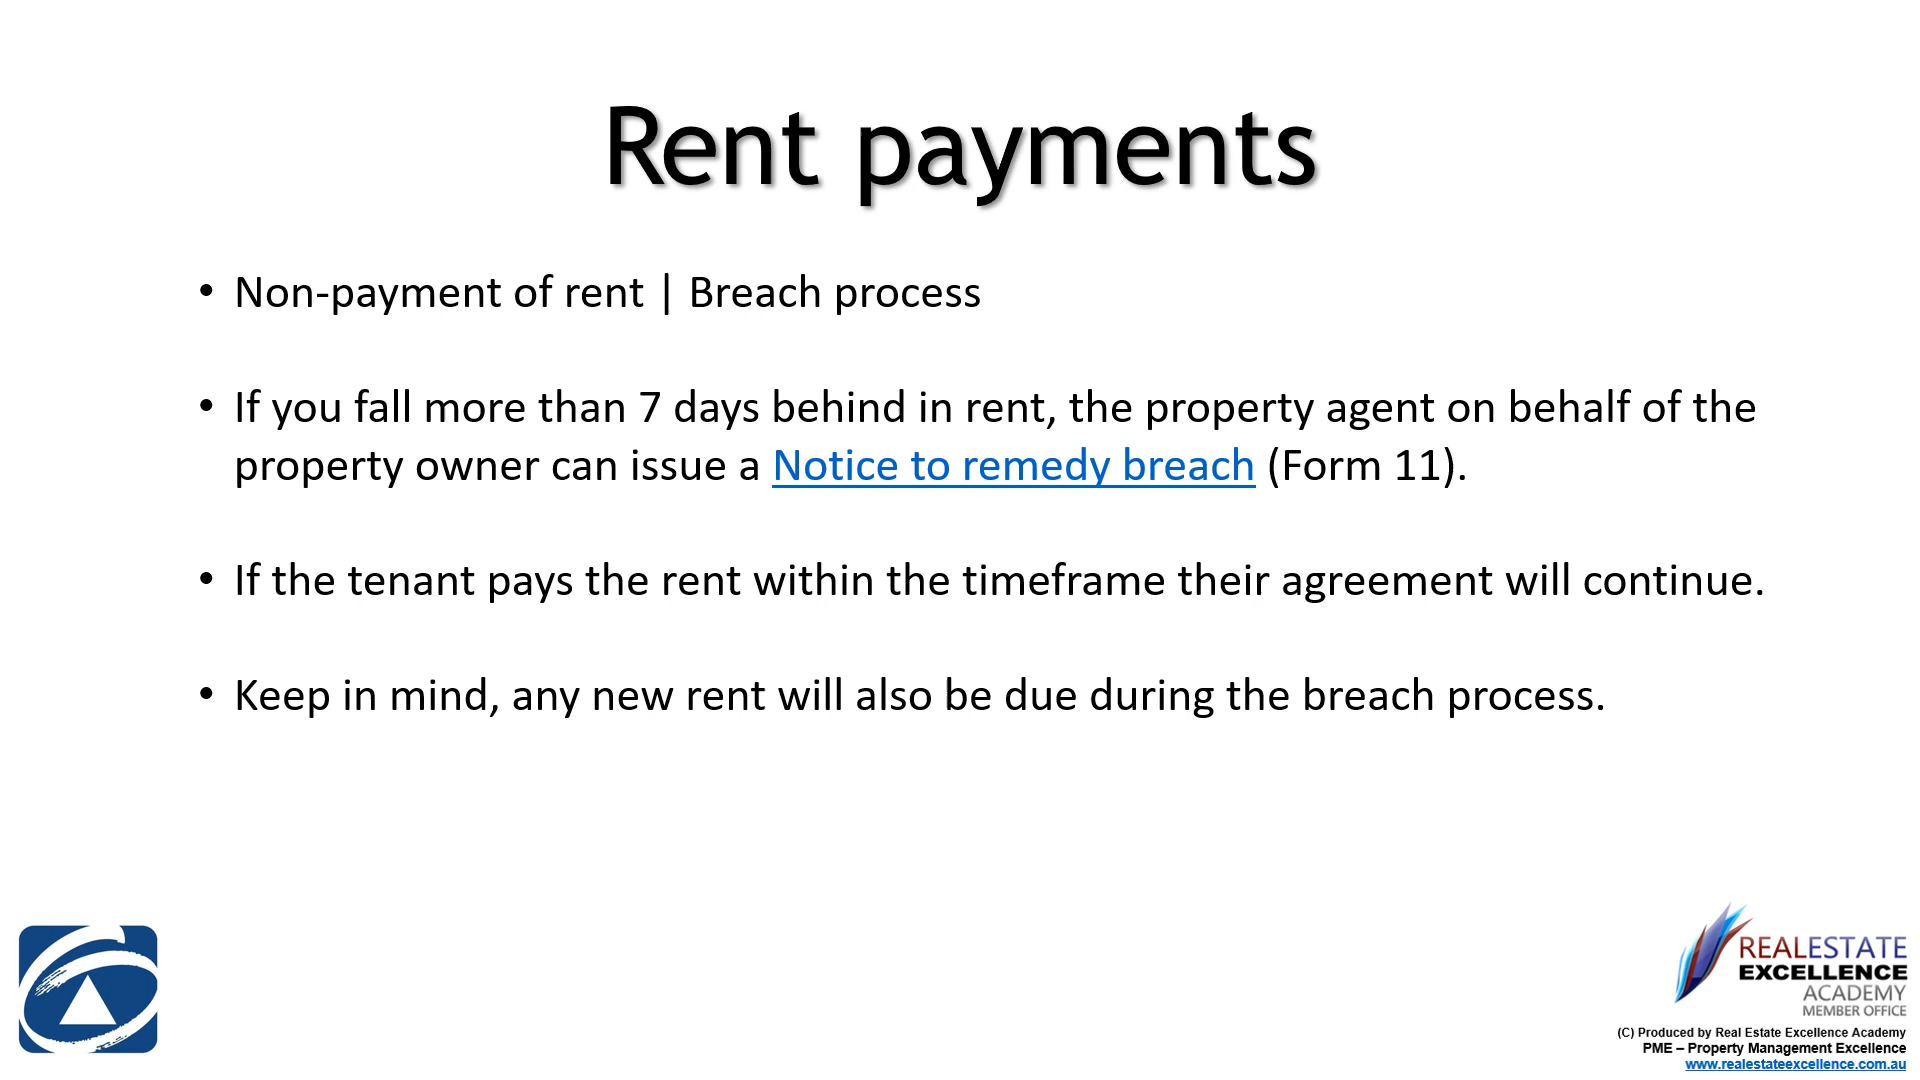 Rent payments
• Non-payment of rent | Breach process
• If you fall more than 7 days behind in rent, the property agent on behalf of the
property owner can issue a Notice to remedy breach (Form 11).
• If the tenant pays the rent within the timeframe their agreement will continue.
• Keep in mind, any new rent will also be due during the breach process.
REALESTATE
EXCELLENCE
ACADEMY
MEMBER OFFICE
(C) Produced by Real Estate Excellence Academy
PME – Property Management Excellence
www.realestateexcellence.com.au